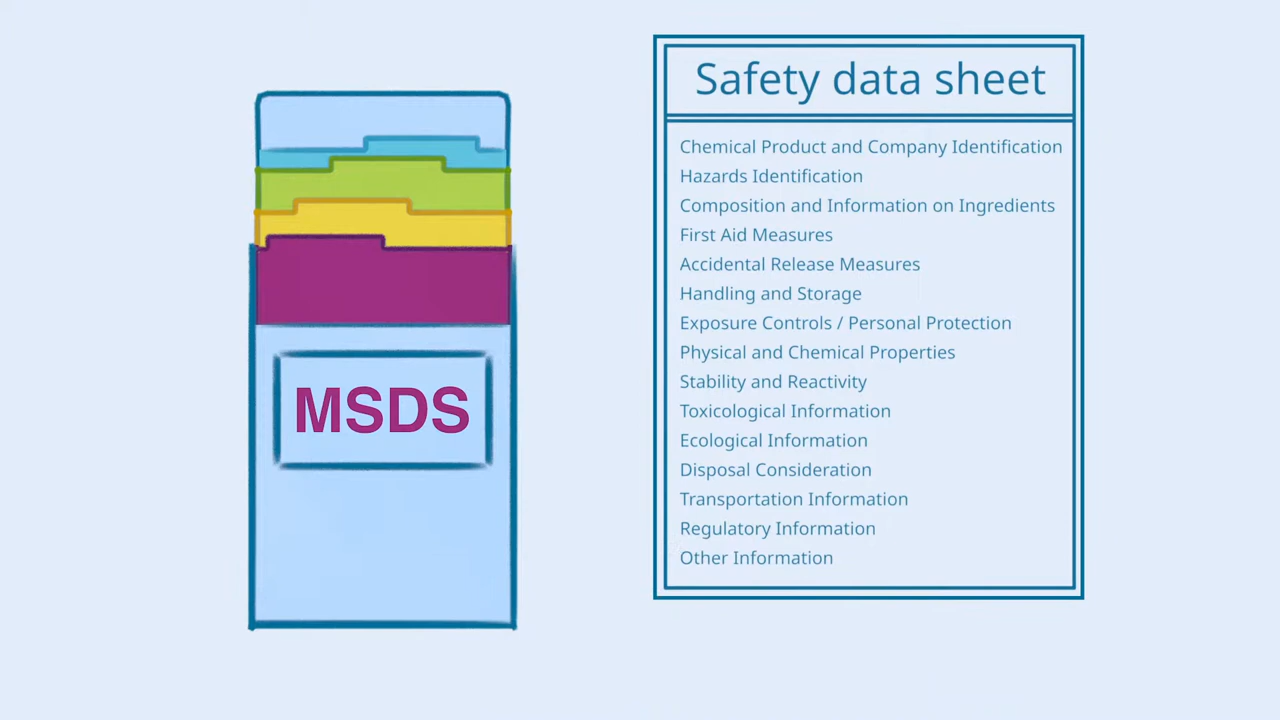 MSDS
Safety data sheet
Chemical Product and Company Identification
Hazards Identification
Composition and Information on Ingredients
First Aid Measures
Accidental Release Measures
Handling and Storage
Exposure Controls / Personal Protection
Physical and Chemical Properties
Stability and Reactivity
Toxicological Information
Ecological Information
Disposal Consideration
Transportation Information
Regulatory Information
Other Information